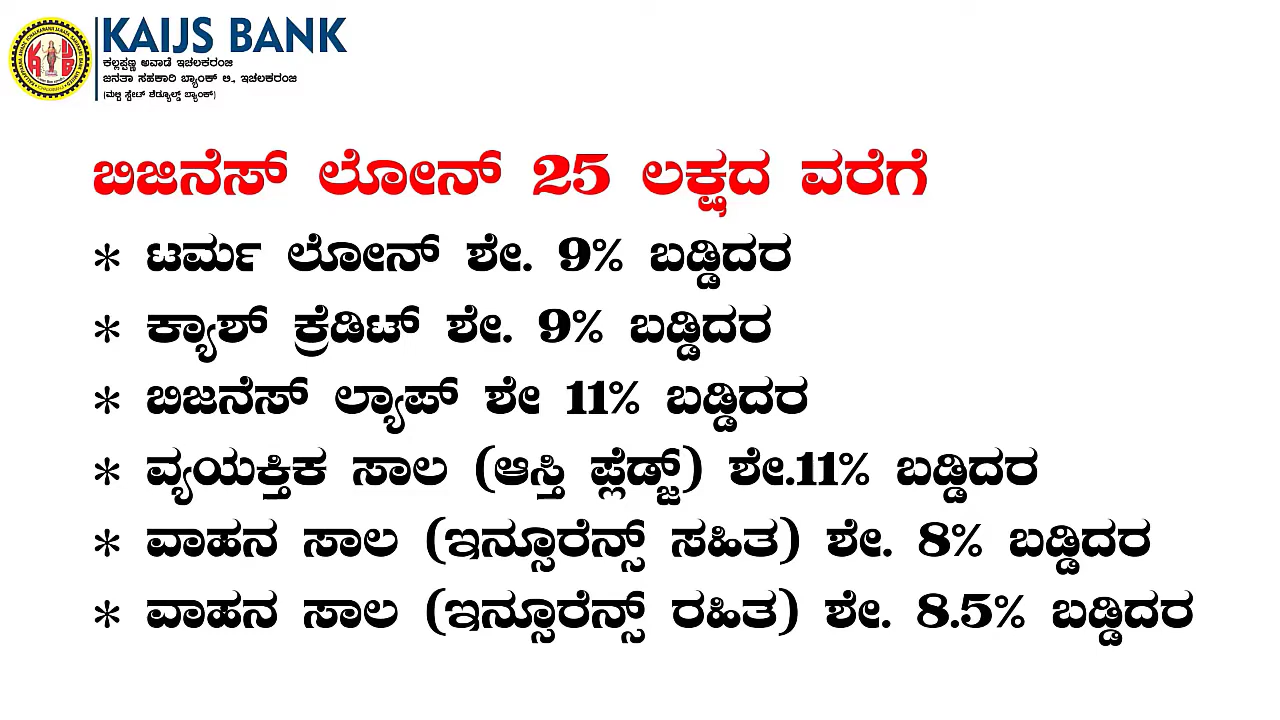 KAIJS BANK
ಕಲ್ಲಪ್ಪಣ್ಣ ಅವಾಡೆ ಇಚಲಕರಂಜಿ
ಜನತಾ ಸಹಕಾರಿ ಬ್ಯಾಂಕ್ ಲಿ., ಇಚಲಕರಂಜಿ
(ಮಲ್ಟಿ ಸ್ಟೇಟ್ ಶೆಡ್ಯೂಲ್ಡ್ ಬ್ಯಾಂಕ್)
ಬಿಜಿನೆಸ್ ಲೋನ್ 25 ಲಕ್ಷದ ವರೆಗೆ
* ಟರ್ಮ ಲೋನ್ ಶೇ. 9% ಬಡ್ಡಿದರ
* ಕ್ಯಾಶ್ ಕ್ರೆಡಿಟ್ ಶೇ. 9% ಬಡ್ಡಿದರ
* ಬಿಜನೆಸ್ ಲ್ಯಾಪ್ ಶೇ 11% ಬಡ್ಡಿದರ
* ವ್ಯಯಕ್ತಿಕ ಸಾಲ (ಆಸ್ತಿ ಪ್ಲೆಡ್ಜ್) ಶೇ.11% ಬಡ್ಡಿದರ
* ವಾಹನ ಸಾಲ (ಇನ್ಸೂರೆನ್ಸ್ ಸಹಿತ) ಶೇ. 8% ಬಡ್ಡಿದರ
* ವಾಹನ ಸಾಲ (ಇನ್ಸೂರೆನ್ಸ್ ರಹಿತ) ಶೇ. 8.5% ಬಡ್ಡಿದರ